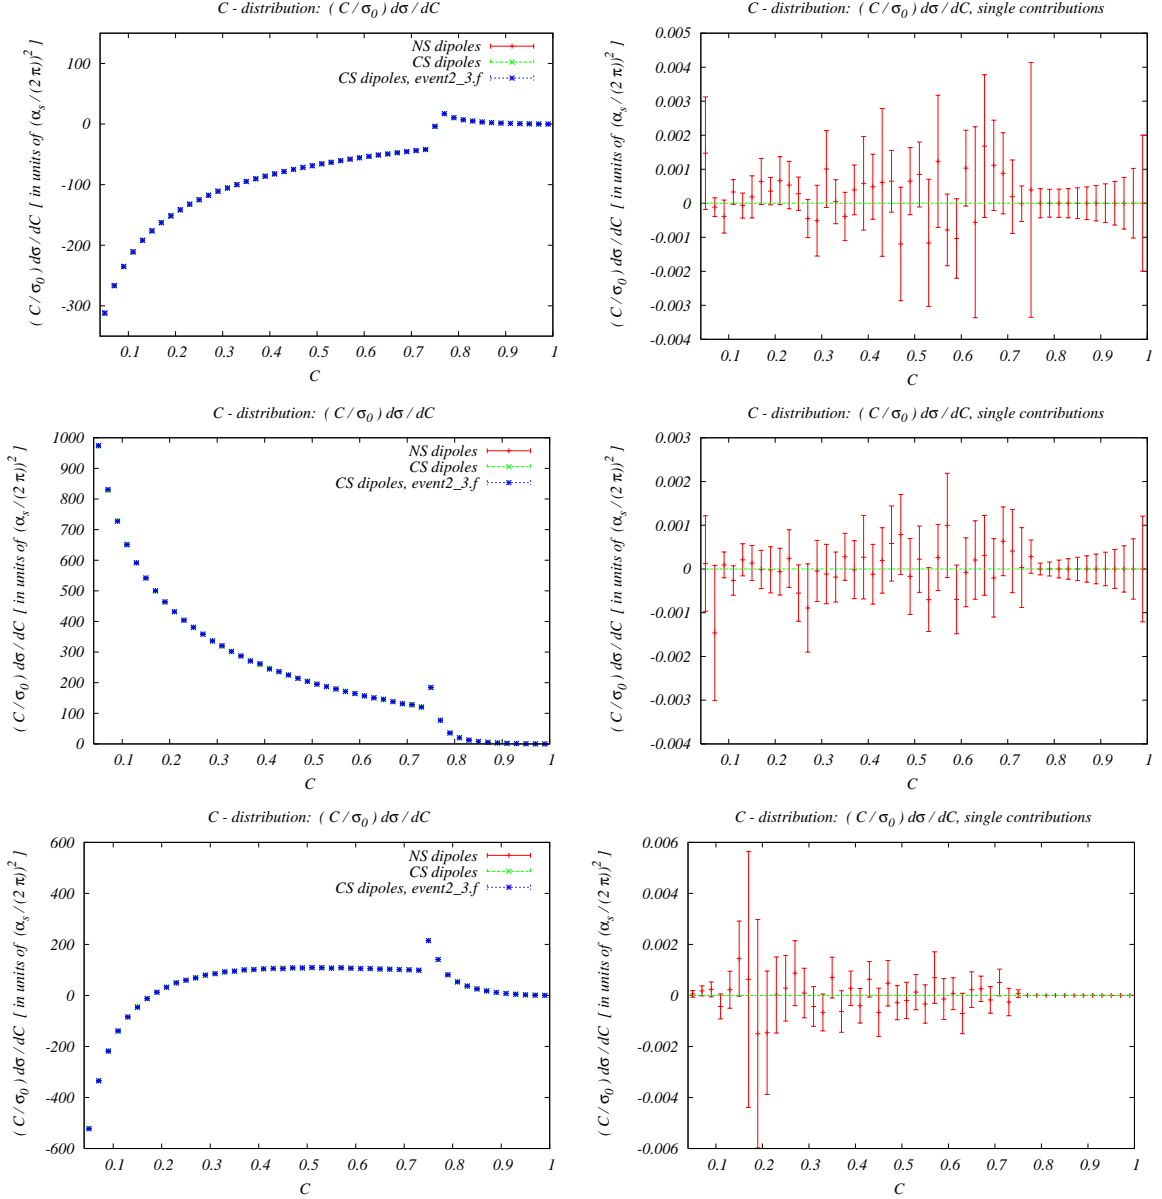 C - distribution: ( C / σ0 ) dσ / dC
( C / σ0 ) dσ / dC [ in units of (αs / (2 π))2 ]
100
0
-100
-200
-300
NS dipoles
CS dipoles
CS dipoles, event2_3.f
0.1 0.2 0.3 0.4 0.5 0.6 0.7 0.8 0.9 1
C
C - distribution: ( C / σ0 ) dσ / dC, single contributions
( C / σ0 ) dσ / dC [ in units of (αs / (2 π))2 ]
0.005
0.004
0.003
0.002
0.001
0
-0.001
-0.002
-0.003
-0.004
0.1 0.2 0.3 0.4 0.5 0.6 0.7 0.8 0.9 1
C
C - distribution: ( C / σ0 ) dσ / dC
( C / σ0 ) dσ / dC [ in units of (αs / (2 π))2 ]
1000
900
800
700
600
500
400
300
200
100
0
NS dipoles
CS dipoles
CS dipoles, event2_3.f
0.1 0.2 0.3 0.4 0.5 0.6 0.7 0.8 0.9 1
C
C - distribution: ( C / σ0 ) dσ / dC, single contributions
( C / σ0 ) dσ / dC [ in units of (αs / (2 π))2 ]
0.003
0.002
0.001
0
-0.001
-0.002
-0.003
-0.004
0.1 0.2 0.3 0.4 0.5 0.6 0.7 0.8 0.9 1
C
C - distribution: ( C / σ0 ) dσ / dC
( C / σ0 ) dσ / dC [ in units of (αs / (2 π))2 ]
600
400
200
0
-200
-400
-600
NS dipoles
CS dipoles
CS dipoles, event2_3.f
0.1 0.2 0.3 0.4 0.5 0.6 0.7 0.8 0.9 1
C
C - distribution: ( C / σ0 ) dσ / dC, single contributions
( C / σ0 ) dσ / dC [ in units of (αs / (2 π))2 ]
0.006
0.004
0.002
0
-0.002
-0.004
-0.006
0.1 0.2 0.3 0.4 0.5 0.6 0.7 0.8 0.9 1
C